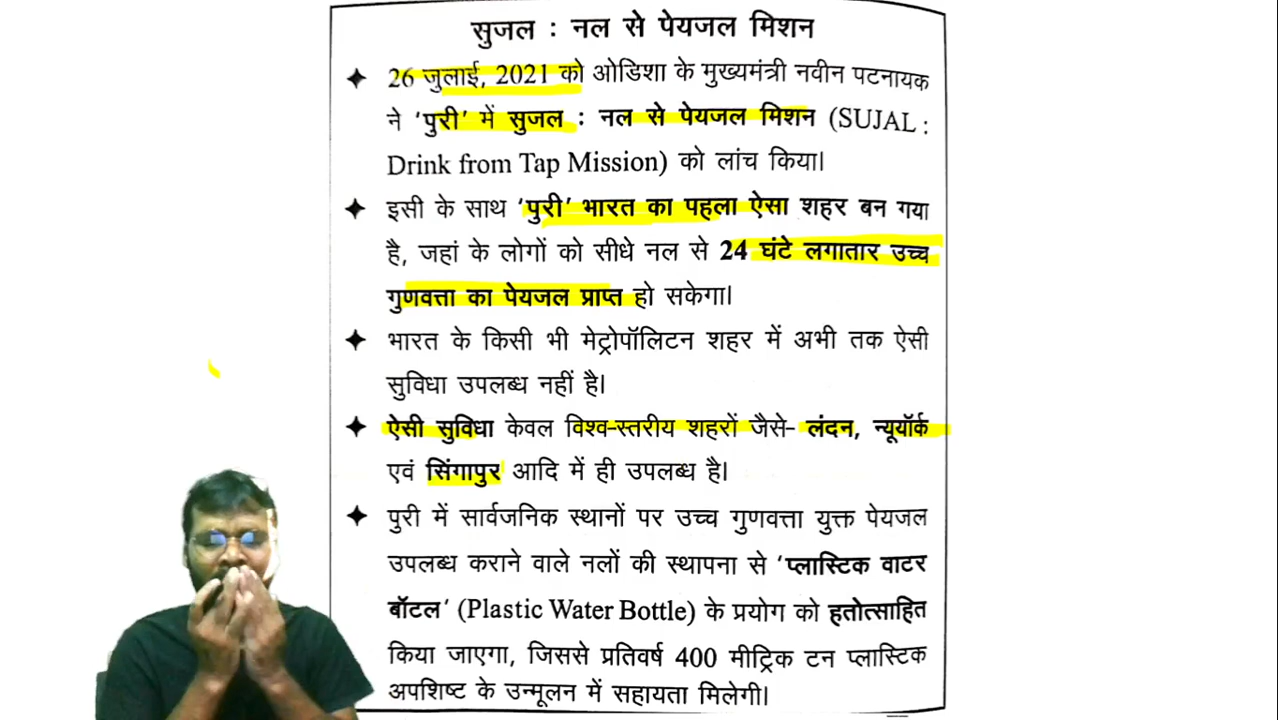 सुजल : नल से पेयजल मिशन
✦ 26 जुलाई, 2021 को ओडिशा के मुख्यमंत्री नवीन पटनायक
ने ‘पुरी’ में सुजल : नल से पेयजल मिशन (SUJAL :
Drink from Tap Mission) को लांच किया।
✦ इसी के साथ ‘पुरी’ भारत का पहला ऐसा शहर बन गया
है, जहां के लोगों को सीधे नल से 24 घंटे लगातार उच्च
गुणवत्ता का पेयजल प्राप्त हो सकेगा।
✦ भारत के किसी भी मेट्रोपॉलिटन शहर में अभी तक ऐसी
सुविधा उपलब्ध नहीं है।
✦ ऐसी सुविधा केवल विश्व-स्तरीय शहरों जैसे- लंदन, न्यूयॉर्क
एवं सिंगापुर आदि में ही उपलब्ध है।
✦ पुरी में सार्वजनिक स्थानों पर उच्च गुणवत्ता युक्त पेयजल
उपलब्ध कराने वाले नलों की स्थापना से ‘प्लास्टिक वाटर
बॉटल’ (Plastic Water Bottle) के प्रयोग को हतोत्साहित
किया जाएगा, जिससे प्रतिवर्ष 400 मीट्रिक टन प्लास्टिक
अपशिष्ट के उन्मूलन में सहायता मिलेगी।